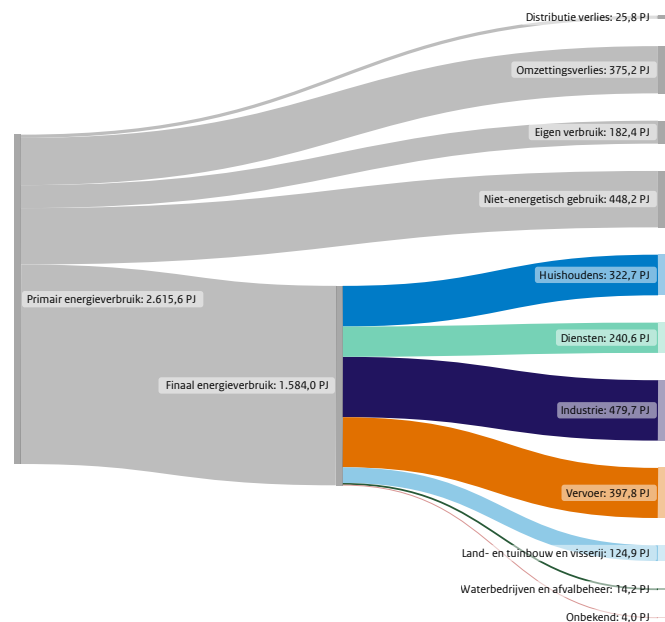 Distributie verlies: 25,8 PJ
Omzettingsverlies: 375,2 PJ
Eigen verbruik: 182,4 PJ
Niet-energetisch gebruik: 448,2 PJ
Huishoudens: 322,7 PJ
Primair energieverbruik: 2.615,6 PJ
Diensten: 240,6 PJ
Finaal energieverbruik: 1.584,0 PJ
Industrie: 479,7 PJ
Vervoer: 397,8 PJ
Land- en tuinbouw en visserij: 124,9 PJ
Waterbedrijven en afvalbeheer: 14,2 PJ
Onbekend: 4,0 PJ